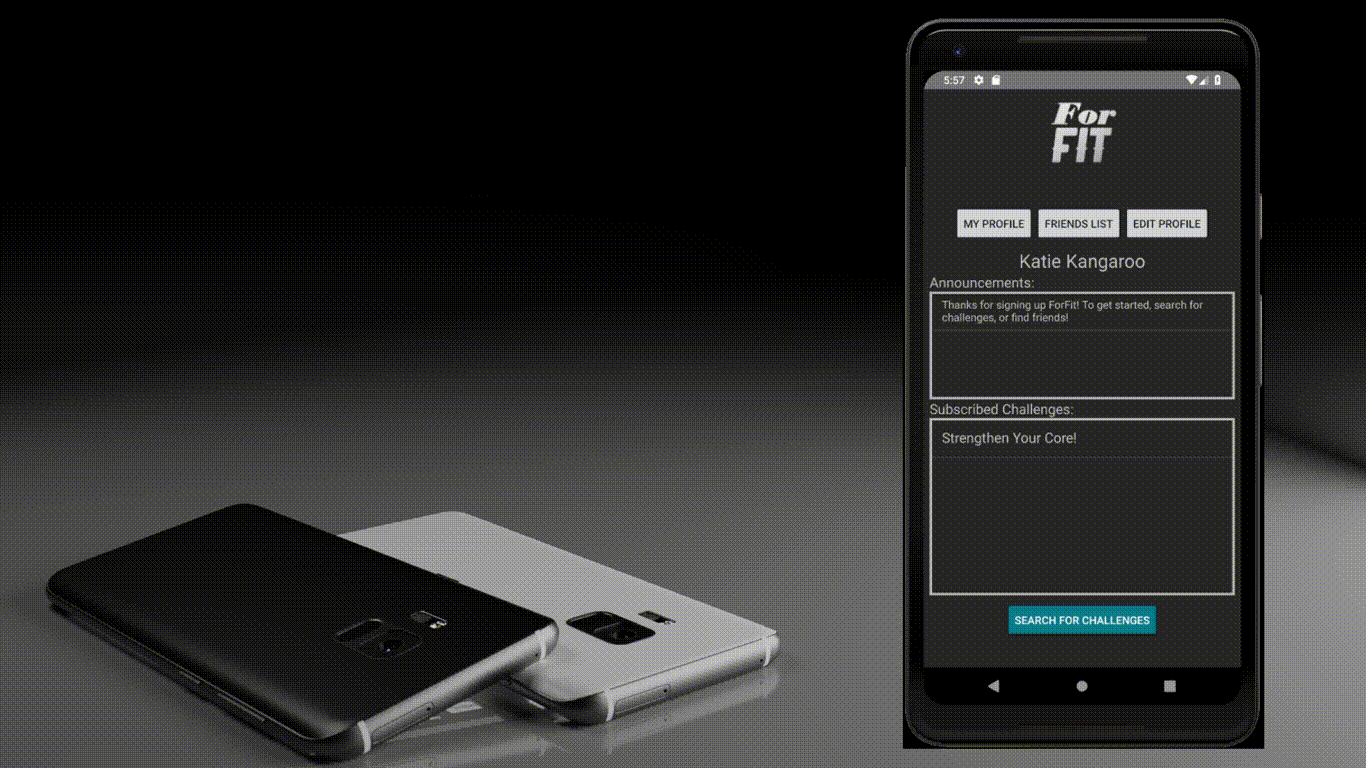 5:57
For
FIT
MY PROFILE FRIENDS LIST EDIT PROFILE
Katie Kangaroo
Announcements:
Thanks for signing up ForFit! To get started, search for
challenges, or find friends!
Subscribed Challenges:
Strengthen Your Core!
SEARCH FOR CHALLENGES